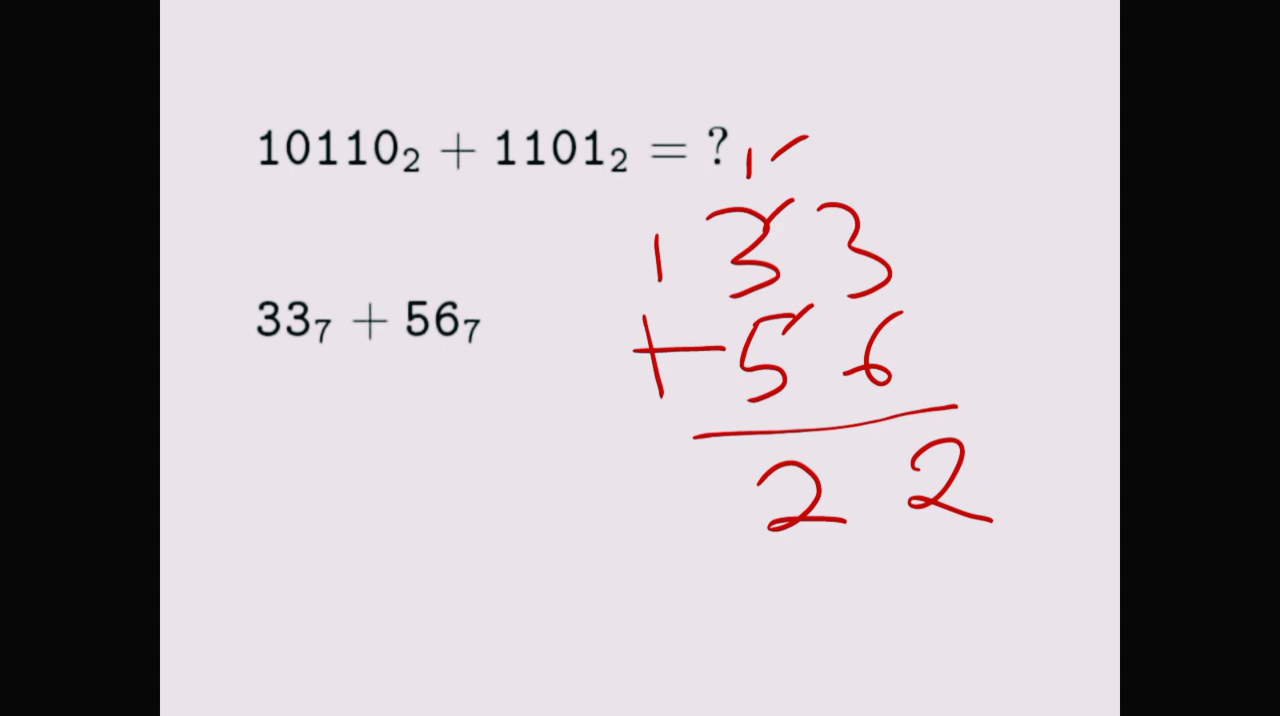 10110₂ + 1101₂ = ?
1
1 3 3
33₇ + 56₇
+ 5 6
2 2